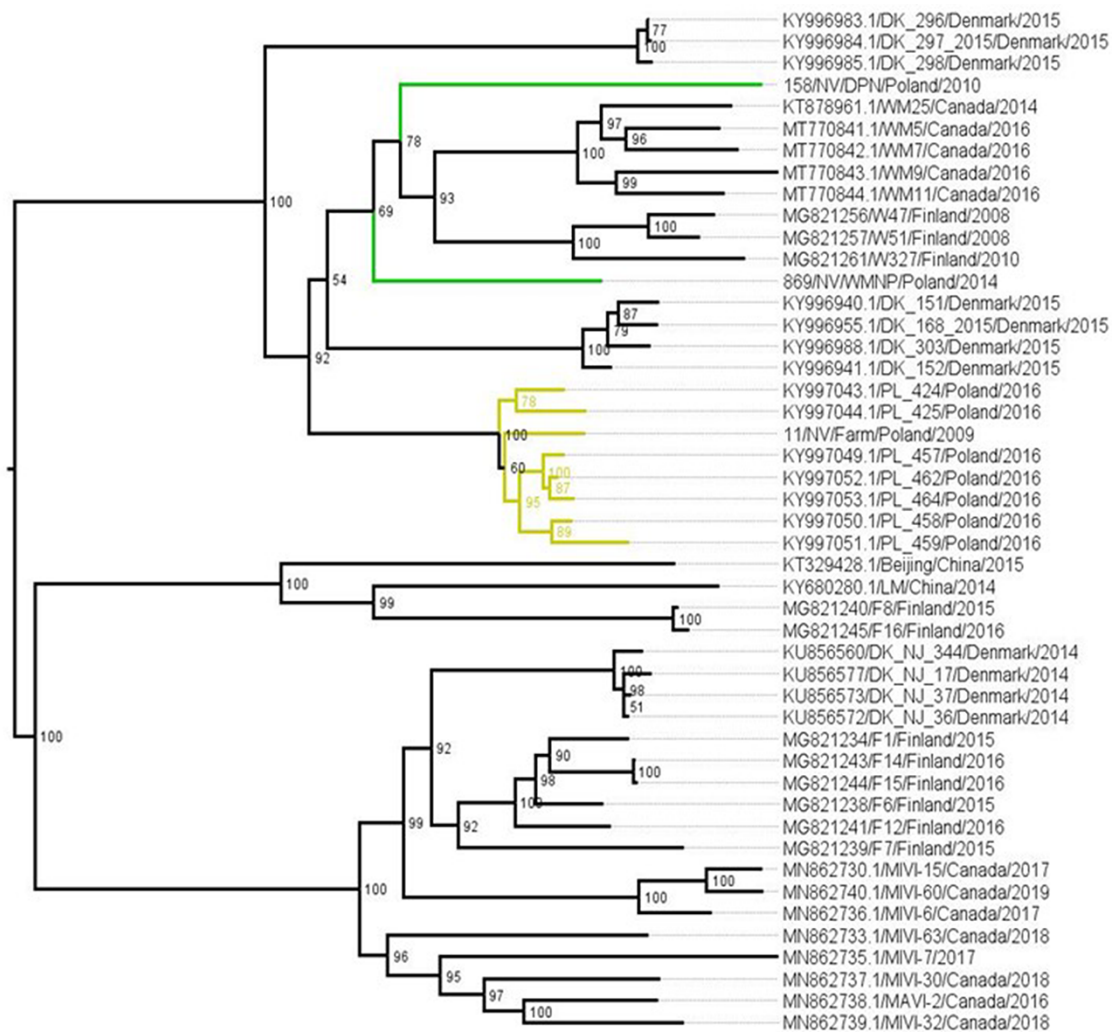 KY996983.1/DK_296/Denmark/2015
77
KY996984.1/DK_297_2015/Denmark/2015
100
KY996985.1/DK_298/Denmark/2015
158/NV/DPN/Poland/2010
KT878961.1/WM25/Canada/2014
97
MT770841.1/WM5/Canada/2016
96
78
MT770842.1/WM7/Canada/2016
100
MT770843.1/WM9/Canada/2016
99
MT770844.1/WM11/Canada/2016
93
100
69
MG821256/W47/Finland/2008
100
MG821257/W51/Finland/2008
100
MG821261/W327/Finland/2010
869/NV/WMNP/Poland/2014
54
KY996940.1/DK_151/Denmark/2015
87
KY996955.1/DK_168_2015/Denmark/2015
79
KY996988.1/DK_303/Denmark/2015
100
92
KY996941.1/DK_152/Denmark/2015
KY997043.1/PL_424/Poland/2016
78
KY997044.1/PL_425/Poland/2016
11/NV/Farm/Poland/2009
100
KY997049.1/PL_457/Poland/2016
60
100
KY997052.1/PL_462/Poland/2016
87
KY997053.1/PL_464/Poland/2016
95
KY997050.1/PL_458/Poland/2016
89
KY997051.1/PL_459/Poland/2016
KT329428.1/Beijing/China/2015
100
KY680280.1/LM/China/2014
99
MG821240/F8/Finland/2015
100
MG821245/F16/Finland/2016
KU856560/DK_NJ_344/Denmark/2014
100
KU856577/DK_NJ_17/Denmark/2014
98
KU856573/DK_NJ_37/Denmark/2014
51
KU856572/DK_NJ_36/Denmark/2014
100
MG821234/F1/Finland/2015
92
90
MG821243/F14/Finland/2016
100
98
MG821244/F15/Finland/2016
100
MG821238/F6/Finland/2015
99
92
MG821241/F12/Finland/2016
MG821239/F7/Finland/2015
MN862730.1/MIVI-15/Canada/2017
100
100
MN862740.1/MIVI-60/Canada/2019
100
MN862736.1/MIVI-6/Canada/2017
MN862733.1/MIVI-63/Canada/2018
96
MN862735.1/MIVI-7/2017
95
MN862737.1/MIVI-30/Canada/2018
97
MN862738.1/MAVI-2/Canada/2016
100
MN862739.1/MIVI-32/Canada/2018